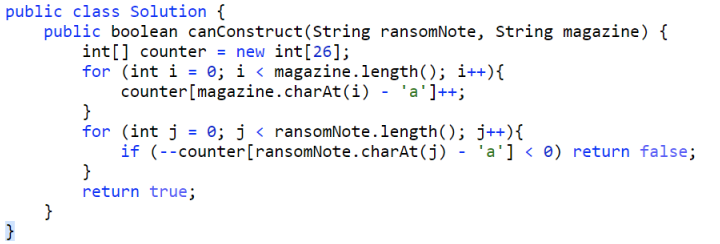 public class Solution {
    public boolean canConstruct(String ransomNote, String magazine) {
        int[] counter = new int[26];
        for (int i = 0; i < magazine.length(); i++){
            counter[magazine.charAt(i) - 'a']++;
        }
        for (int j = 0; j < ransomNote.length(); j++){
            if (--counter[ransomNote.charAt(j) - 'a'] < 0) return false;
        }
        return true;
    }
}